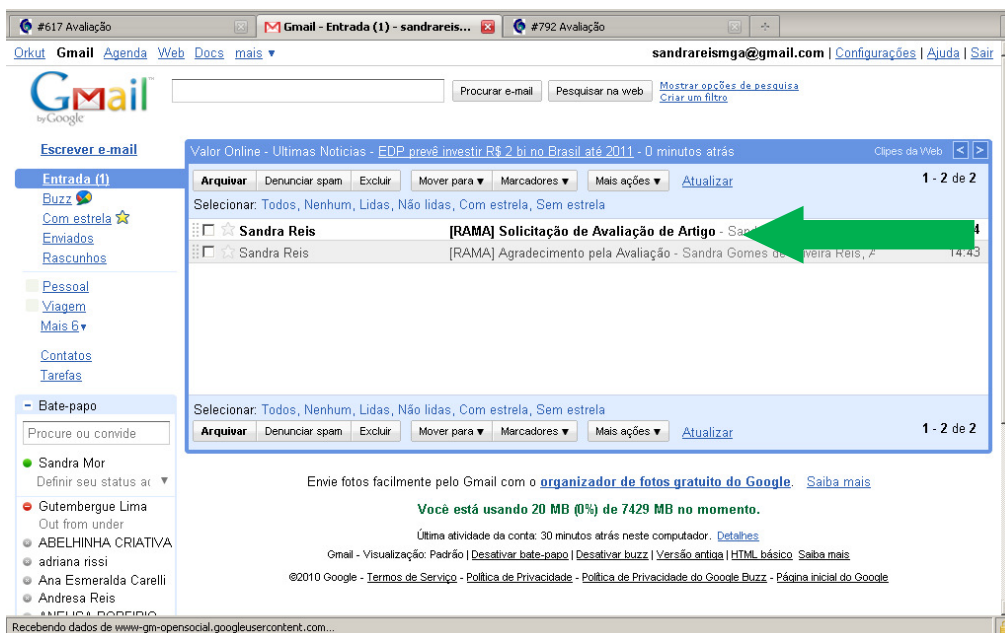 #617 Avaliação Gmail - Entrada (1) - sandrareis... #792 Avaliação
Orkut Gmail Agenda Web Docs mais ▼ sandrareismga@gmail.com | Configurações | Ajuda | Sair
Gmail by Google Procurar e-mail Pesquisar na web Mostrar opções de pesquisa
Criar um filtro
Escrever e-mail
Entrada (1)
Buzz
Com estrela
Enviados
Rascunhos
Pessoal
Viagem
Mais 6▼
Contatos
Tarefas
− Bate-papo
Procure ou convide
Sandra Mor
Definir seu status ▼
Gutembergue Lima
Out from under
ABELHINHA CRIATIVA
adriana rissi
Ana Esmeralda Carelli
Andresa Reis
Valor Online - Ultimas Noticias - EDP prevê investir R$ 2 bi no Brasil até 2011 - 0 minutos atrás Clipes da Web < >
Arquivar Denunciar spam Excluir Mover para ▼ Marcadores ▼ Mais ações ▼ Atualizar 1 - 2 de 2
Selecionar: Todos, Nenhum, Lidas, Não lidas, Com estrela, Sem estrela
Sandra Reis [RAMA] Solicitação de Avaliação de Artigo -
Sandra Reis [RAMA] Agradecimento pela Avaliação - Sandra Gomes Reis, 14:43
Selecionar: Todos, Nenhum, Lidas, Não lidas, Com estrela, Sem estrela
Arquivar Denunciar spam Excluir Mover para ▼ Marcadores ▼ Mais ações ▼ Atualizar 1 - 2 de 2
Envie fotos facilmente pelo Gmail com o organizador de fotos gratuito do Google. Saiba mais
Você está usando 20 MB (0%) de 7429 MB no momento.
Última atividade da conta: 30 minutos atrás neste computador. Detalhes
Gmail - Visualização: Padrão | Desativar bate-papo | Desativar buzz | Versão antiga | HTML básico Saiba mais
©2010 Google - Termos de Serviço - Política de Privacidade - Política de Privacidade do Google Buzz - Página inicial do Google
Recebendo dados de www-gm-opensocial.googleusercontent.com...